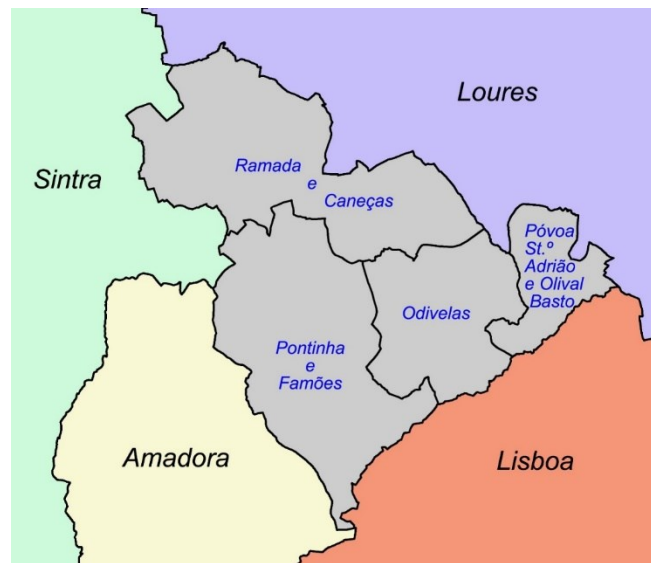 Loures
Ramada
e
Caneças
Sintra
Póvoa
St.º
Adrião
e Olival
Basto
Odivelas
Pontinha
e
Famões
Amadora
Lisboa